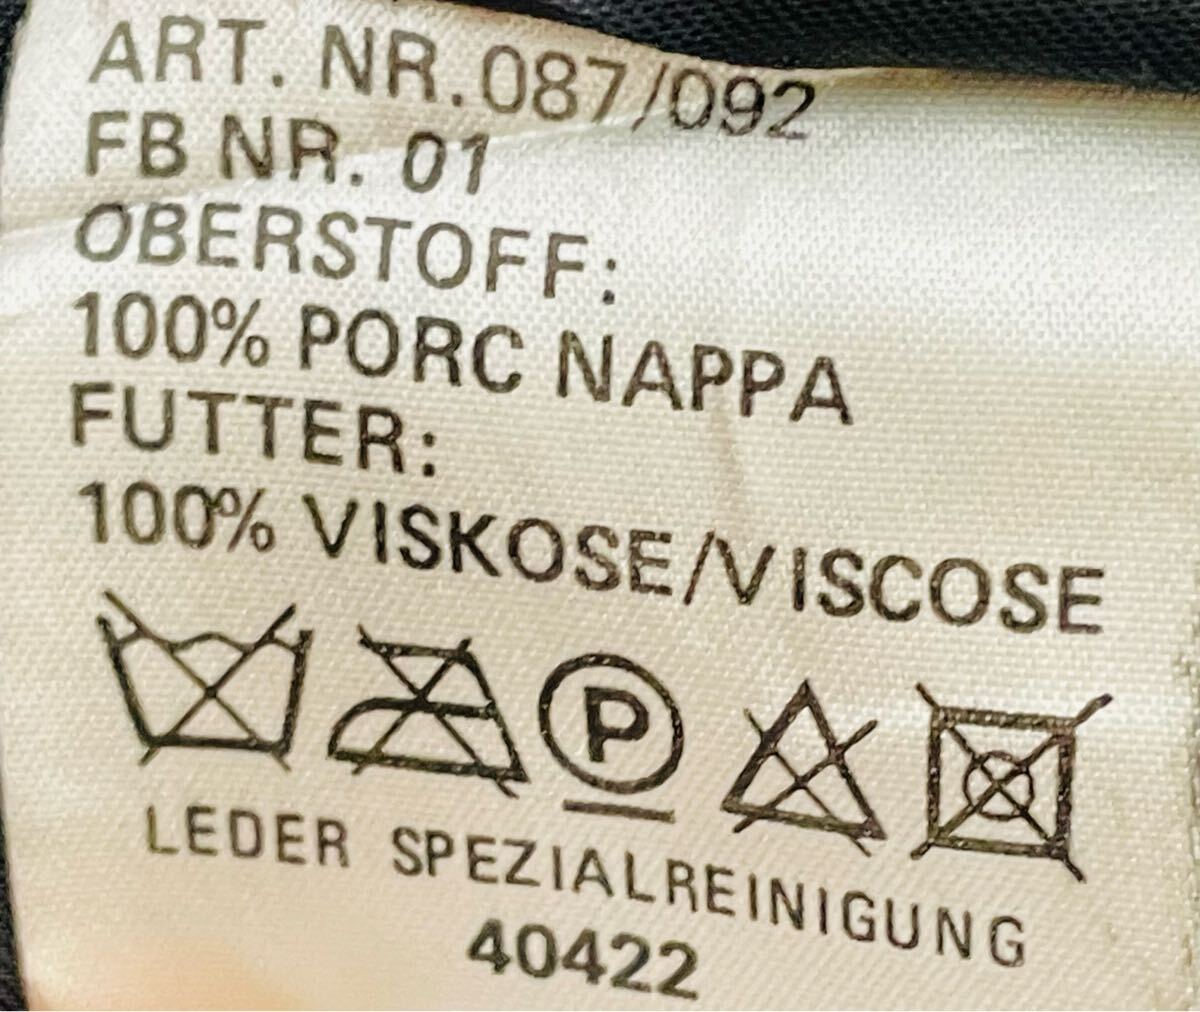 ART. NR. 087/092
FB NR. 01
OBERSTOFF:
100% PORC NAPPA
FUTTER:
100% VISKOSE/VISCOSE
P
LEDER SPEZIALREINIGUNG
40422